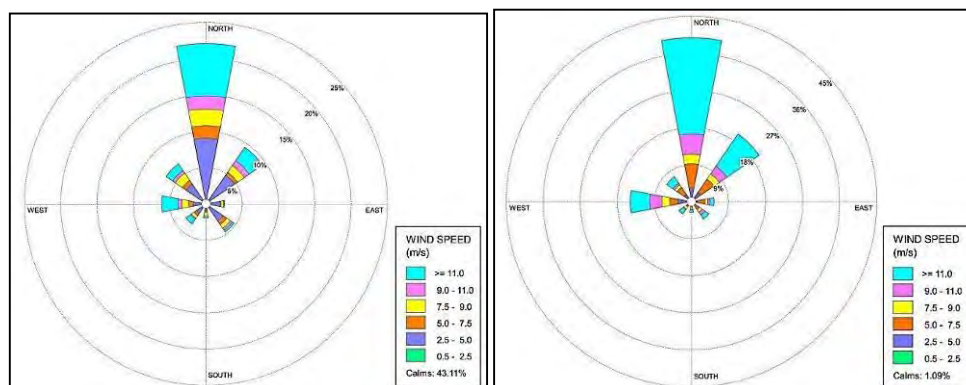 NORTH
25%
20%
15%
10%
5%
WEST
EAST
SOUTH
WIND SPEED
(m/s)
>= 11.0
9.0 - 11.0
7.5 - 9.0
5.0 - 7.5
2.5 - 5.0
0.5 - 2.5
Calms: 43.11%
NORTH
45%
36%
27%
18%
9%
WEST
EAST
SOUTH
WIND SPEED
(m/s)
>= 11.0
9.0 - 11.0
7.5 - 9.0
5.0 - 7.5
2.5 - 5.0
0.5 - 2.5
Calms: 1.09%